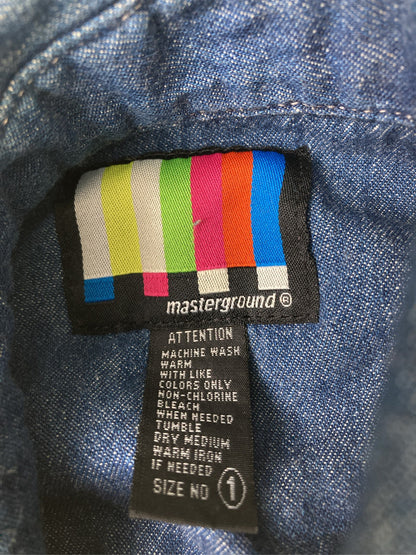 masterground ®
ATTENTION
MACHINE WASH
WARM
WITH LIKE
COLORS ONLY
NON-CHLORINE
BLEACH
WHEN NEEDED
TUMBLE
DRY MEDIUM
WARM IRON
IF NEEDED
SIZE NO 1